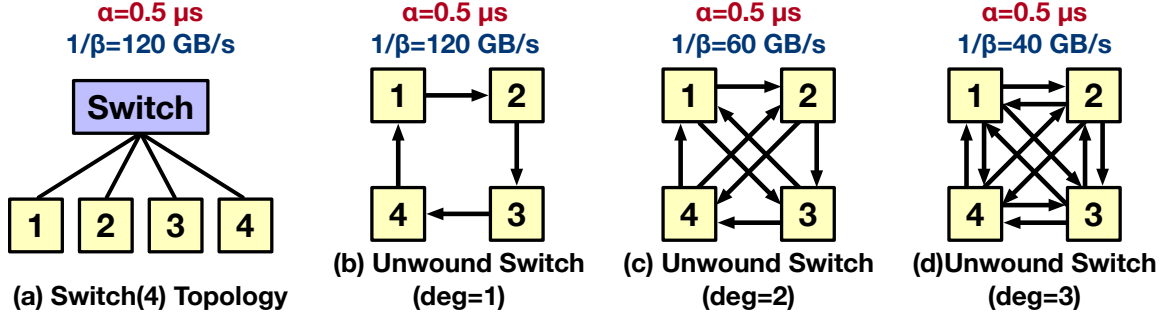 α=0.5 µs
1/β=120 GB/s
Switch
1 2 3 4
(a) Switch(4) Topology
α=0.5 µs
1/β=120 GB/s
1 2
4 3
(b) Unwound Switch
(deg=1)
α=0.5 µs
1/β=60 GB/s
1 2
4 3
(c) Unwound Switch
(deg=2)
α=0.5 µs
1/β=40 GB/s
1 2
4 3
(d)Unwound Switch
(deg=3)